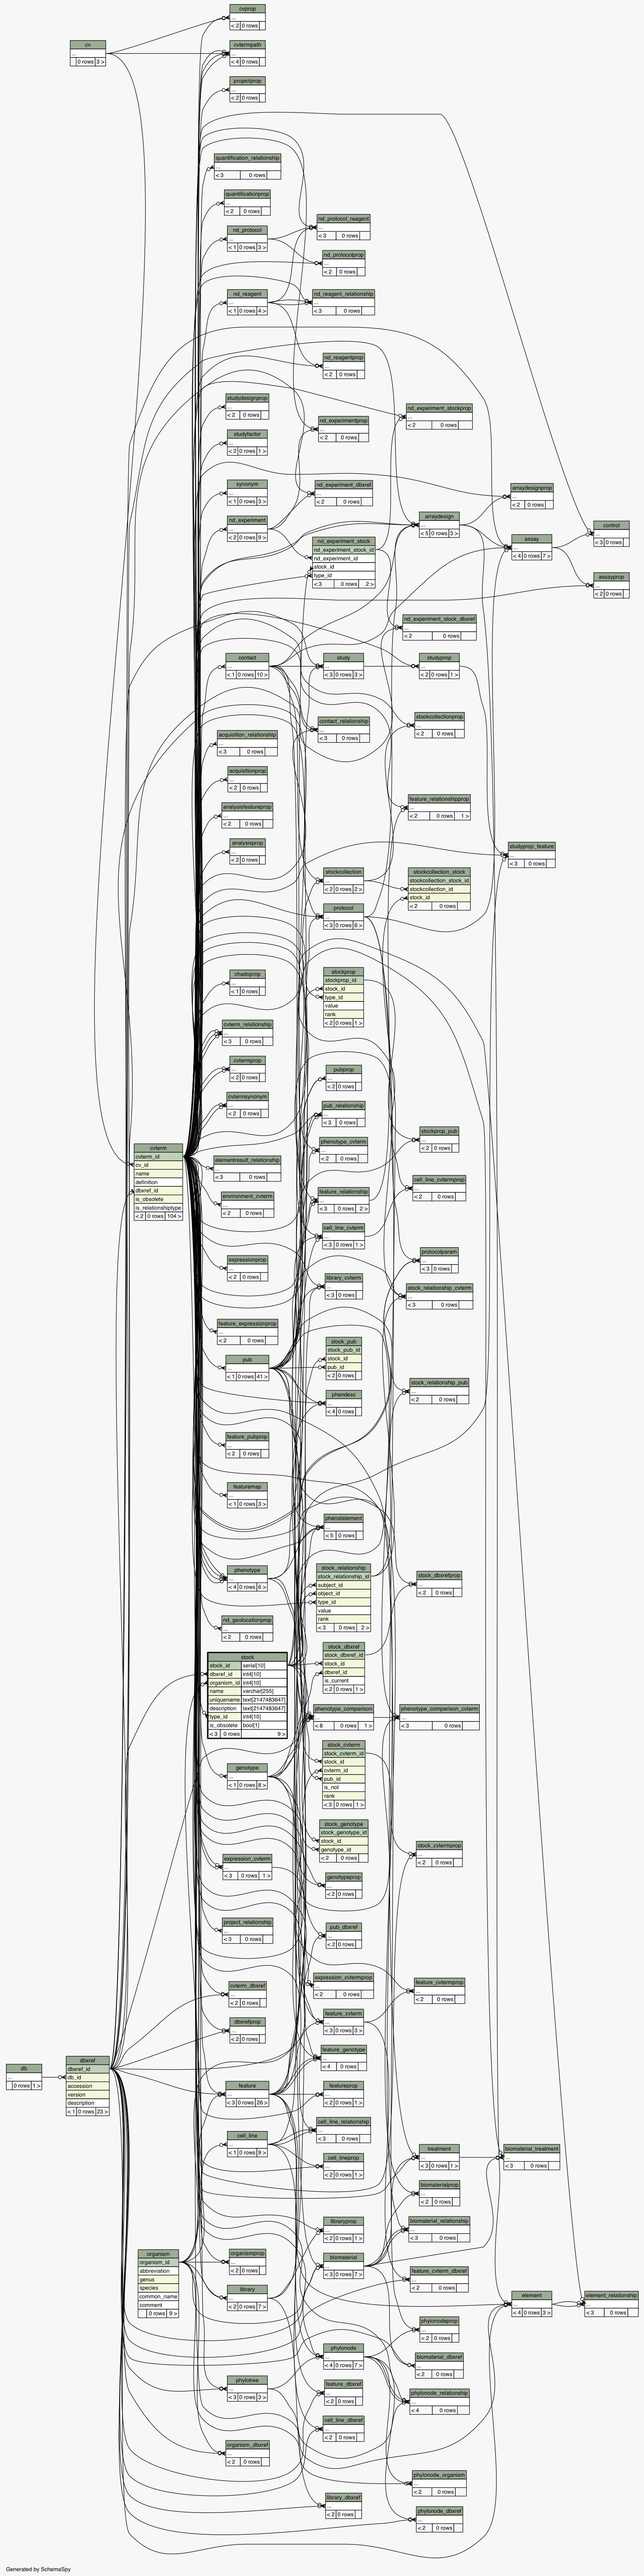 cvprop
...
< 2 0 rows
cv
...
0 rows 3 >
cvtermpath
...
< 4 0 rows
projectprop
...
< 2 0 rows
quantification_relationship
...
< 3 0 rows
quantificationprop
...
< 2 0 rows
nd_protocol_reagent
...
< 3 0 rows
nd_protocol
...
< 1 0 rows 3 >
nd_protocolprop
...
< 2 0 rows
nd_reagent
...
< 1 0 rows 4 >
nd_reagent_relationship
...
< 3 0 rows
nd_reagentprop
...
< 2 0 rows
studydesignprop
...
< 2 0 rows
nd_experiment_stockprop
...
< 2 0 rows
nd_experimentprop
...
< 2 0 rows
studyfactor
...
< 2 0 rows 1 >
synonym
...
< 1 0 rows 3 >
nd_experiment_dbxref
...
< 2 0 rows
arraydesignprop
...
< 2 0 rows
nd_experiment
...
< 2 0 rows 9 >
arraydesign
...
< 5 0 rows 3 >
control
...
< 3 0 rows
nd_experiment_stock
nd_experiment_stock_id
nd_experiment_id
stock_id
type_id
< 3 0 rows 2 >
assay
...
< 4 0 rows 7 >
assayprop
...
< 2 0 rows
nd_experiment_stock_dbxref
...
< 2 0 rows
contact
...
< 1 0 rows 10 >
study
...
< 3 0 rows 3 >
studyprop
...
< 2 0 rows 1 >
contact_relationship
...
< 3 0 rows
stockcollectionprop
...
< 2 0 rows
acquisition_relationship
...
< 3 0 rows
acquisitionprop
...
< 2 0 rows
analysisfeatureprop
...
< 2 0 rows
feature_relationshipprop
...
< 2 0 rows 1 >
analysisprop
...
< 2 0 rows
studyprop_feature
...
< 3 0 rows
stockcollection
...
< 2 0 rows 2 >
stockcollection_stock
stockcollection_stock_id
stockcollection_id
stock_id
< 2 0 rows
protocol
...
< 3 0 rows 6 >
chadoprop
...
< 1 0 rows
stockprop
stockprop_id
stock_id
type_id
value
rank
< 2 0 rows 1 >
cvterm_relationship
...
< 3 0 rows
cvtermprop
...
< 2 0 rows
pubprop
...
< 2 0 rows
cvtermsynonym
...
< 2 0 rows
pub_relationship
...
< 3 0 rows
stockprop_pub
...
< 2 0 rows
cvterm
cvterm_id
cv_id
name
definition
dbxref_id
is_obsolete
is_relationshiptype
< 2 0 rows 104 >
phenotype_cvterm
...
< 2 0 rows
elementresult_relationship
...
< 3 0 rows
cell_line_cvtermprop
...
< 2 0 rows
environment_cvterm
...
< 2 0 rows
feature_relationship
...
< 3 0 rows 2 >
cell_line_cvterm
...
< 3 0 rows 1 >
expressionprop
...
< 2 0 rows
protocolparam
...
< 3 0 rows
library_cvterm
...
< 3 0 rows
stock_relationship_cvterm
...
< 3 0 rows
feature_expressionprop
...
< 2 0 rows
pub
...
< 1 0 rows 41 >
stock_pub
stock_pub_id
stock_id
pub_id
< 2 0 rows
stock_relationship_pub
...
< 2 0 rows
phendesc
...
< 4 0 rows
feature_pubprop
...
< 2 0 rows
featuremap
...
< 1 0 rows 3 >
phenstatement
...
< 5 0 rows
phenotype
...
< 4 0 rows 6 >
stock_relationship
stock_relationship_id
subject_id
object_id
type_id
value
rank
< 3 0 rows 2 >
stock_dbxrefprop
...
< 2 0 rows
nd_geolocationprop
...
< 2 0 rows
stock
stock_id serial[10]
dbxref_id int4[10]
organism_id int4[10]
name varchar[255]
uniquename text[2147483647]
description text[2147483647]
type_id int4[10]
is_obsolete bool[1]
< 3 0 rows 9 >
stock_dbxref
stock_dbxref_id
stock_id
dbxref_id
is_current
< 2 0 rows 1 >
phenotype_comparison
...
< 8 0 rows 1 >
phenotype_comparison_cvterm
...
< 3 0 rows
stock_cvterm
stock_cvterm_id
stock_id
cvterm_id
pub_id
is_not
rank
< 3 0 rows 1 >
genotype
...
< 1 0 rows 8 >
stock_genotype
stock_genotype_id
stock_id
genotype_id
< 2 0 rows
stock_cvtermprop
...
< 2 0 rows
expression_cvterm
...
< 3 0 rows 1 >
genotypeprop
...
< 2 0 rows
project_relationship
...
< 3 0 rows
pub_dbxref
...
< 2 0 rows
expression_cvtermprop
...
< 2 0 rows
cvterm_dbxref
...
< 2 0 rows
feature_cvtermprop
...
< 2 0 rows
dbxrefprop
...
< 2 0 rows
feature_cvterm
...
< 3 0 rows 3 >
feature_genotype
...
< 4 0 rows
db
...
0 rows 1 >
dbxref
dbxref_id
db_id
accession
version
description
< 1 0 rows 23 >
feature
...
< 3 0 rows 26 >
featureprop
...
< 2 0 rows 1 >
cell_line
...
< 1 0 rows 9 >
cell_line_relationship
...
< 3 0 rows
treatment
...
< 3 0 rows 1 >
biomaterial_treatment
...
< 3 0 rows
cell_lineprop
...
< 2 0 rows 1 >
biomaterialprop
...
< 2 0 rows
libraryprop
...
< 2 0 rows 1 >
biomaterial_relationship
...
< 3 0 rows
organism
organism_id
abbreviation
genus
species
common_name
comment
0 rows 9 >
organismprop
...
< 2 0 rows
biomaterial
...
< 3 0 rows 7 >
feature_cvterm_dbxref
...
< 2 0 rows
library
...
< 2 0 rows 7 >
element
...
< 4 0 rows 3 >
element_relationship
...
< 3 0 rows
phylonodeprop
...
< 2 0 rows
phylonode
...
< 4 0 rows 7 >
biomaterial_dbxref
...
< 2 0 rows
phylotree
...
< 3 0 rows 3 >
feature_dbxref
...
< 2 0 rows
phylonode_relationship
...
< 4 0 rows
cell_line_dbxref
...
< 2 0 rows
organism_dbxref
...
< 2 0 rows
phylonode_organism
...
< 2 0 rows
library_dbxref
...
< 2 0 rows
phylonode_dbxref
...
< 2 0 rows
Generated by SchemaSpy